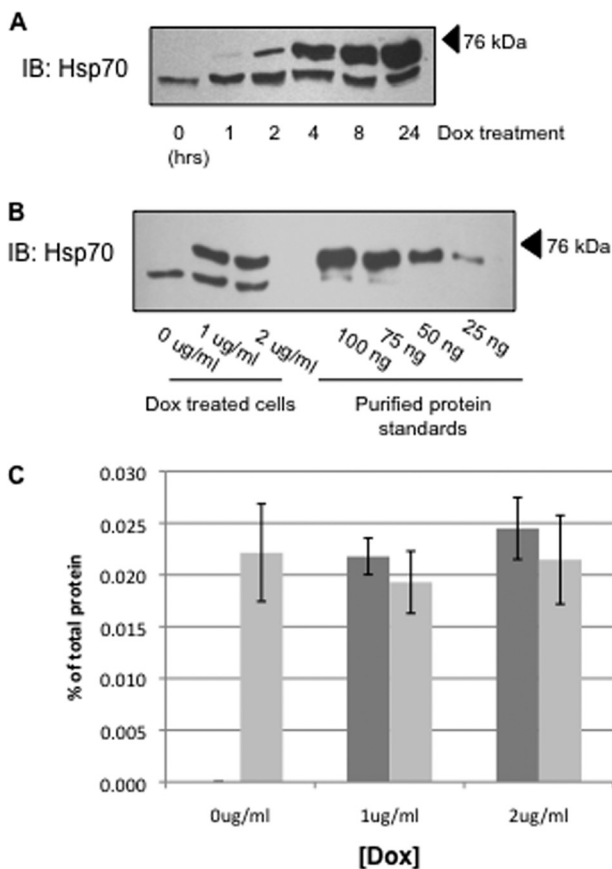 A
76 kDa
IB: Hsp70
0 1 2 4 8 24 Dox treatment
(hrs)
B
76 kDa
IB: Hsp70
0 ug/ml 1 ug/ml 2 ug/ml 100 ng 75 ng 50 ng 25 ng
Dox treated cells Purified protein
standards
C
% of total protein
0.030
0.025
0.020
0.015
0.010
0.005
0.000
0ug/ml 1ug/ml 2ug/ml
[Dox]